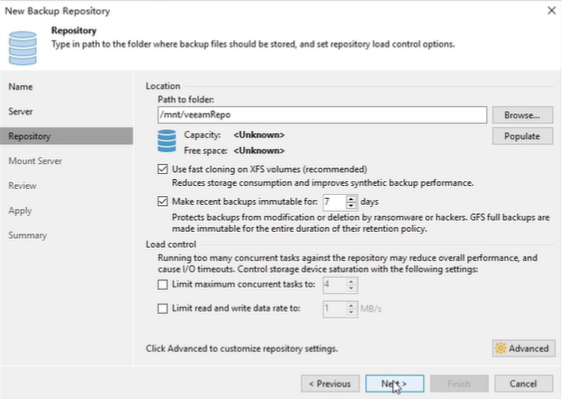 New Backup Repository
Repository
Type in path to the folder where backup files should be stored, and set repository load control options.
Name
Server
Repository
Mount Server
Review
Apply
Summary
Location
Path to folder:
/mnt/veeamRepo
Browse...
Capacity: <Unknown>
Populate
Free space: <Unknown>
Use fast cloning on XFS volumes (recommended)
Reduces storage consumption and improves synthetic backup performance.
Make recent backups immutable for: 7 days
Protects backups from modification or deletion by ransomware or hackers. GFS full backups are
made immutable for the entire duration of their retention policy.
Load control
Running too many concurrent tasks against the repository may reduce overall performance, and
cause I/O timeouts. Control storage device saturation with the following settings:
Limit maximum concurrent tasks to: 4
Limit read and write data rate to: 1 MB/s
Click Advanced to customize repository settings.
Advanced
< Previous
Next >
Finish
Cancel